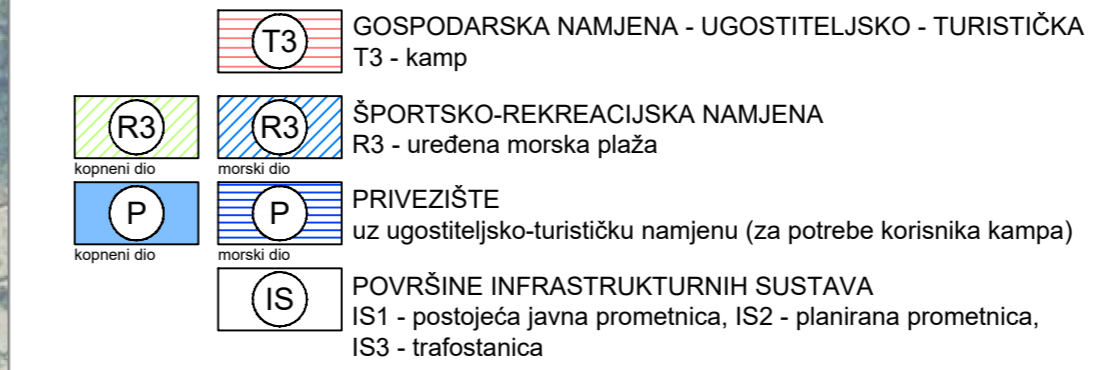 T3
GOSPODARSKA NAMJENA - UGOSTITELJSKO - TURISTIČKA
T3 - kamp
R3
R3
ŠPORTSKO-REKREACIJSKA NAMJENA
R3 - uređena morska plaža
kopneni dio
morski dio
P
P
PRIVEZIŠTE
uz ugostiteljsko-turističku namjenu (za potrebe korisnika kampa)
kopneni dio
morski dio
IS
POVRŠINE INFRASTRUKTURNIH SUSTAVA
IS1 - postojeća javna prometnica, IS2 - planirana prometnica,
IS3 - trafostanica